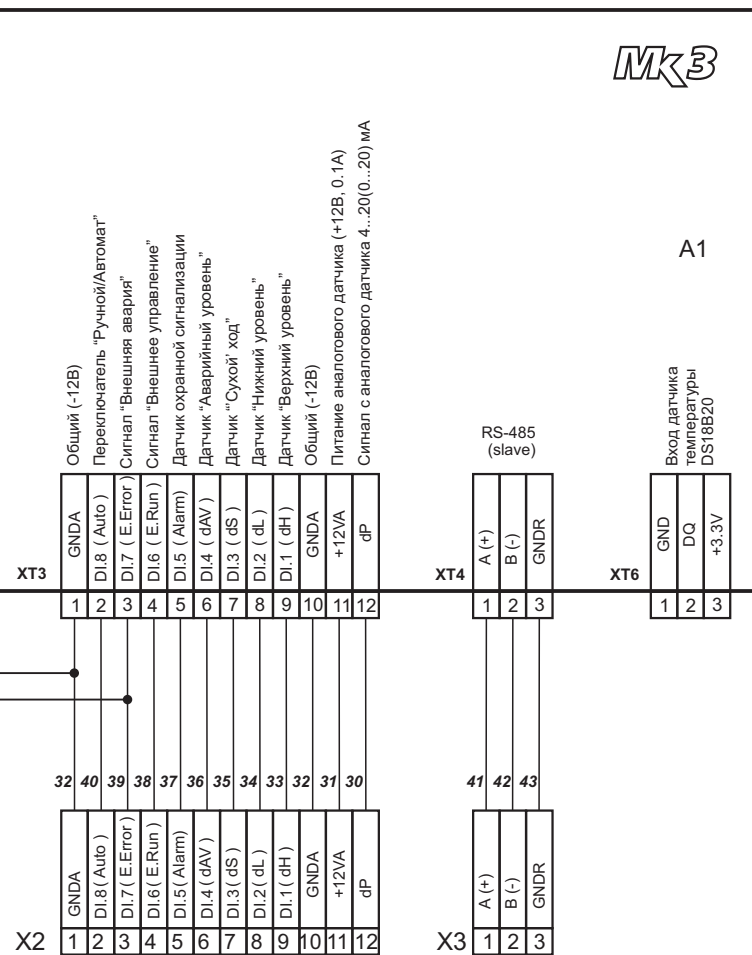 МК3
A1
Общий (-12В)
Переключатель “Ручной/Автомат”
Сигнал “Внешняя авария”
Сигнал “Внешнее управление”
Датчик охранной сигнализации
Датчик “Аварийный уровень”
Датчик “'Сухой' ход”
Датчик “Нижний уровень”
Датчик “Верхний уровень”
Общий (-12В)
Питание аналогового датчика (+12В, 0.1А)
Сигнал с аналогового датчика 4...20(0...20) мА
RS-485
(slave)
Вход датчика
температуры
DS18B20
XT3
GNDA
DI.8 ( Auto )
DI.7 ( E.Error )
DI.6 ( E.Run )
DI.5 ( Alarm)
DI.4 ( dAV )
DI.3 ( dS )
DI.2 ( dL )
DI.1 ( dH )
GNDA
+12VA
dP
XT4
A (+)
B (-)
GNDR
XT6
GND
DQ
+3.3V
1 2 3 4 5 6 7 8 9 10 11 12
1 2 3
1 2 3
32 40 39 38 37 36 35 34 33 32 31 30
41 42 43
GNDA
DI.8 ( Auto )
DI.7 ( E.Error )
DI.6 ( E.Run )
DI.5 ( Alarm)
DI.4 ( dAV )
DI.3 ( dS )
DI.2 ( dL )
DI.1 ( dH )
GNDA
+12VA
dP
A (+)
B (-)
GNDR
X2 1 2 3 4 5 6 7 8 9 10 11 12
X3 1 2 3